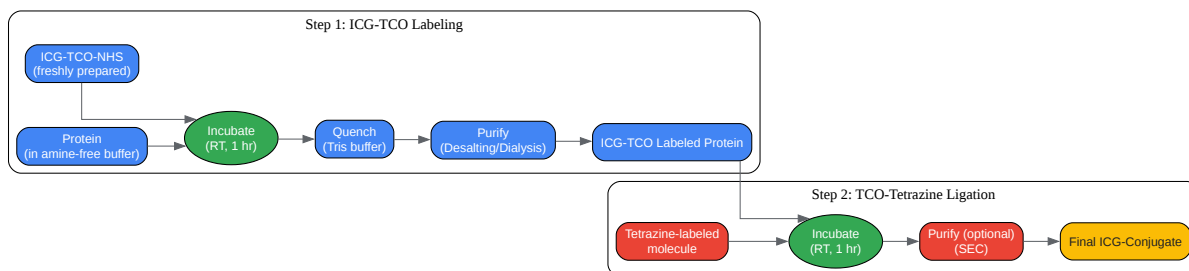 Step 1: ICG-TCO Labeling
ICG-TCO-NHS
(freshly prepared)
Protein
(in amine-free buffer)
Incubate
(RT, 1 hr)
Quench
(Tris buffer)
Purify
(Desalting/Dialysis)
ICG-TCO Labeled Protein
Step 2: TCO-Tetrazine Ligation
Tetrazine-labeled
molecule
Incubate
(RT, 1 hr)
Purify (optional)
(SEC)
Final ICG-Conjugate